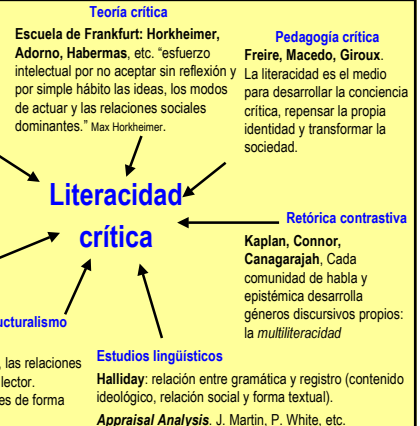 Teoría crítica
Escuela de Frankfurt: Horkheimer,
Adorno, Habermas, etc. “esfuerzo
intelectual por no aceptar sin reflexión y
por simple hábito las ideas, los modos
de actuar y las relaciones sociales
dominantes.” Max Horkheimer.
Pedagogía crítica
Freire, Macedo, Giroux.
La literacidad es el medio
para desarrollar la conciencia
crítica, repensar la propia
identidad y transformar la
sociedad.
Literacidad
crítica
Retórica contrastiva
Kaplan, Connor,
Canagarajah, Cada
comunidad de habla y
epistémica desarrolla
géneros discursivos propios:
la multiliteracidad
ucturalismo
, las relaciones
lector.
es de forma
Estudios lingüísticos
Halliday: relación entre gramática y registro (contenido
ideológico, relación social y forma textual).
Appraisal Analysis. J. Martin, P. White, etc.